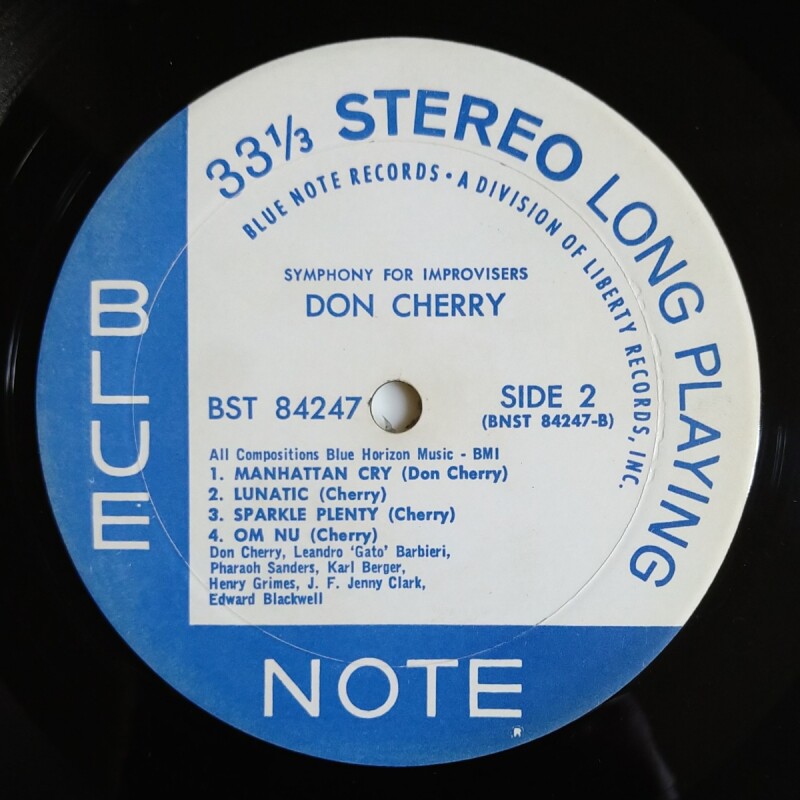 33⅓ STEREO LONG PLAYING
BLUE NOTE RECORDS • A DIVISION OF LIBERTY RECORDS, INC.
SYMPHONY FOR IMPROVISERS
DON CHERRY
BST 84247
SIDE 2
(BNST 84247-B)
All Compositions Blue Horizon Music - BMI
1. MANHATTAN CRY (Don Cherry)
2. LUNATIC (Cherry)
3. SPARKLE PLENTY (Cherry)
4. OM NU (Cherry)
Don Cherry, Leandro 'Gato' Barbieri,
Pharaoh Sanders, Karl Berger,
Henry Grimes, J. F. Jenny Clark,
Edward Blackwell
BLUE
NOTE
®